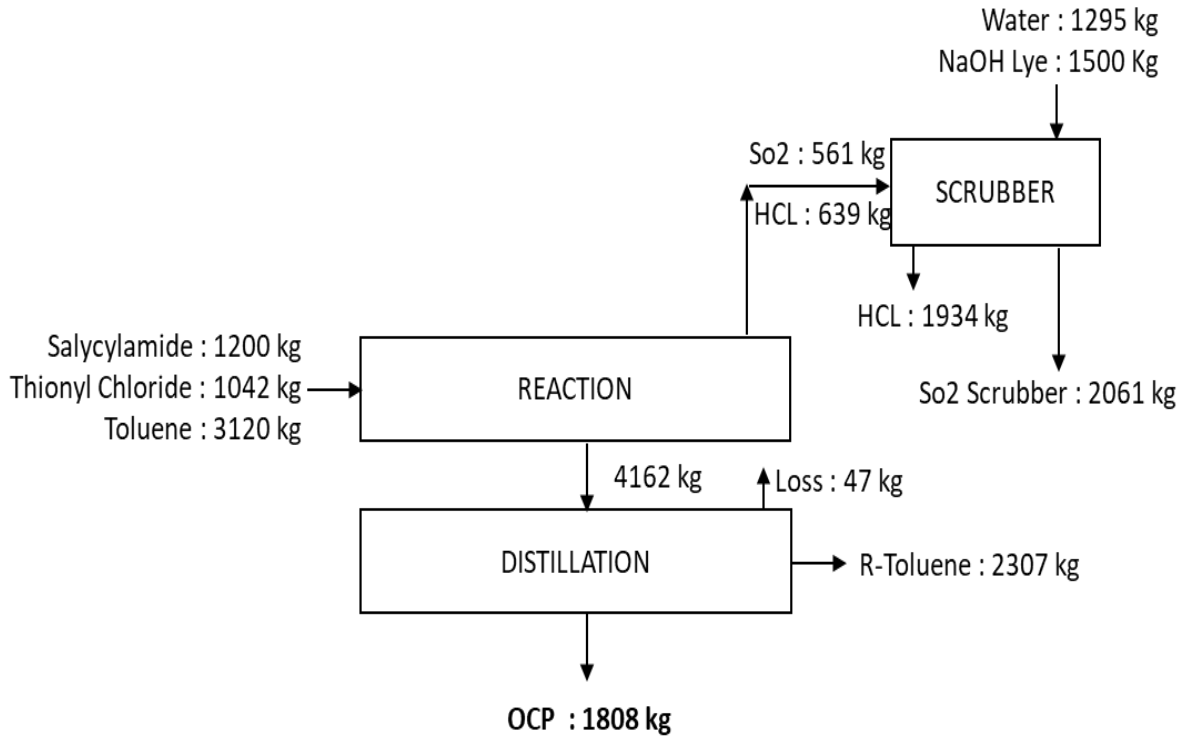 Water : 1295 kg
NaOH Lye : 1500 Kg
So2 : 561 kg
SCRUBBER
HCL : 639 kg
HCL : 1934 kg
Salycylamide : 1200 kg
Thionyl Chloride : 1042 kg
REACTION
So2 Scrubber : 2061 kg
Toluene : 3120 kg
4162 kg
Loss : 47 kg
DISTILLATION
R-Toluene : 2307 kg
OCP : 1808 kg